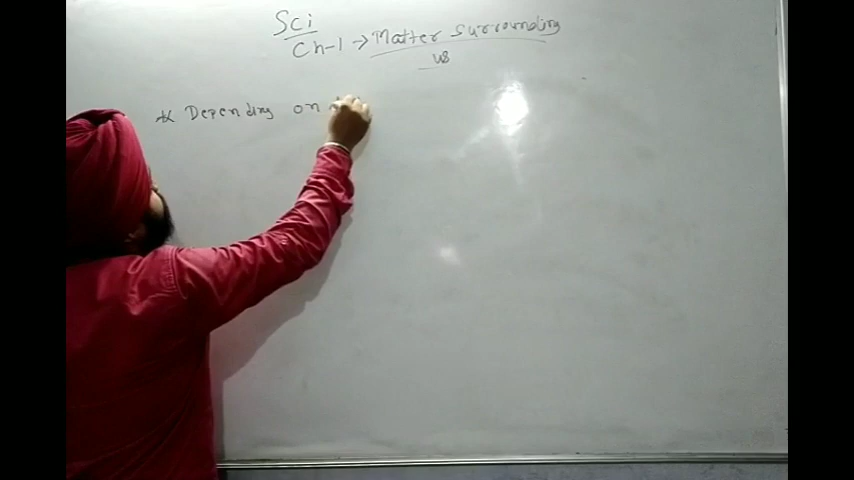 Sci
Ch-1 → Matter Surrounding
us
* Depending on